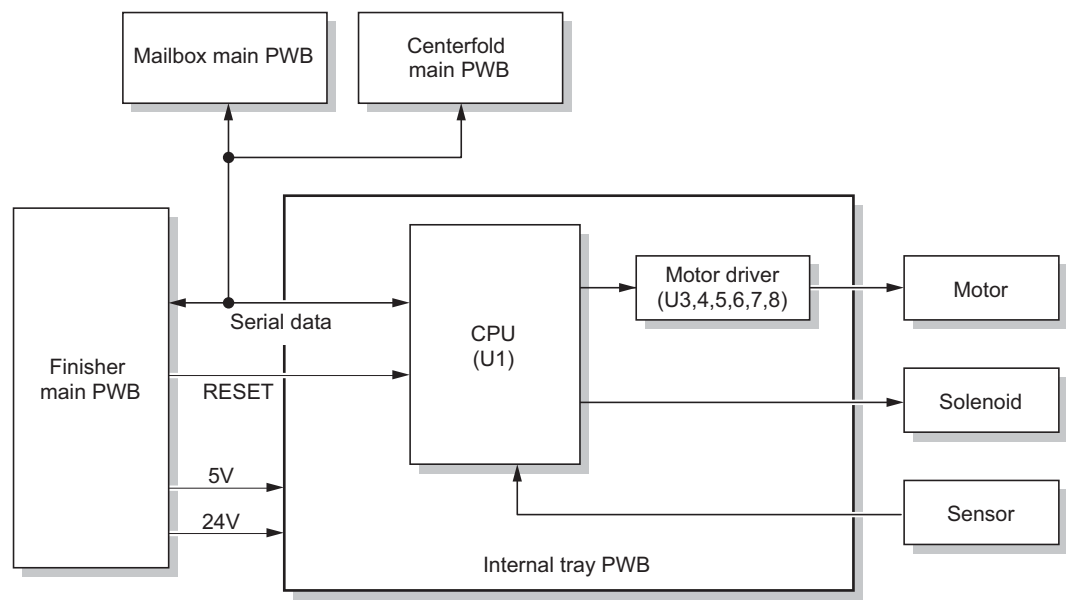 Mailbox main PWB
Centerfold
main PWB
Serial data
Finisher
main PWB
RESET
5V
24V
CPU
(U1)
Motor driver
(U3,4,5,6,7,8)
Motor
Solenoid
Sensor
Internal tray PWB